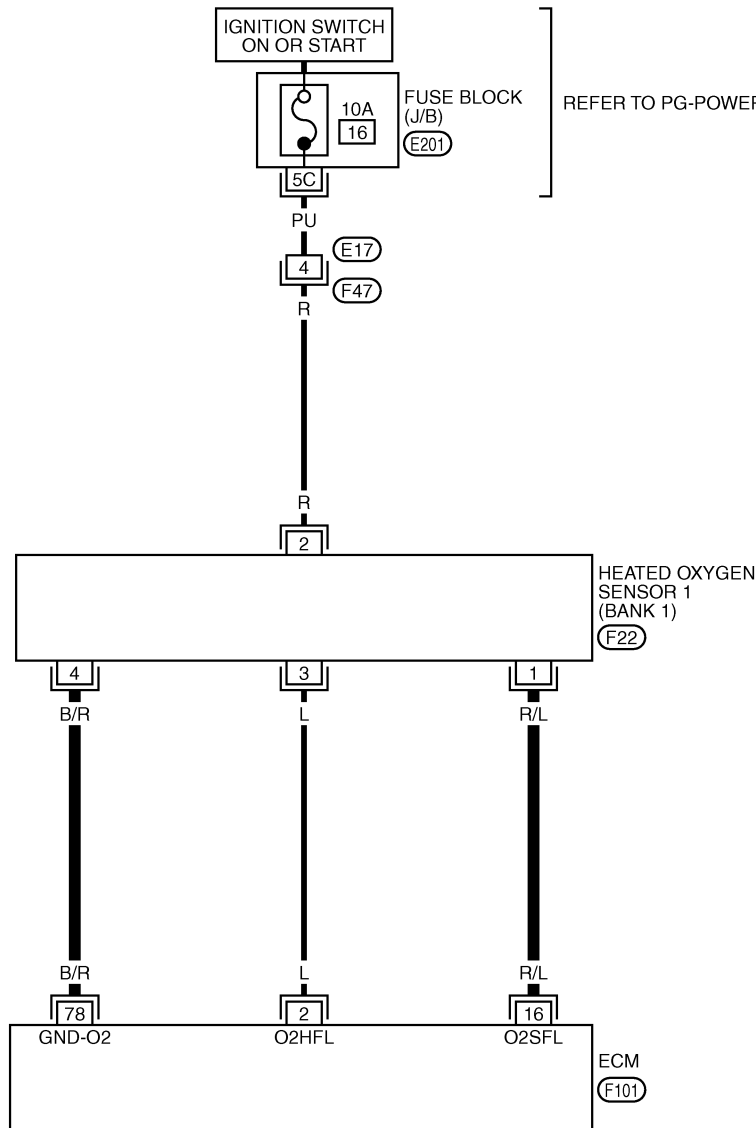 IGNITION SWITCH
ON OR START
10A
16
FUSE BLOCK
(J/B)
E201
REFER TO PG-POWER
5C
PU
E17
4
F47
R
R
2
HEATED OXYGEN
SENSOR 1
(BANK 1)
F22
4
3
1
B/R
L
R/L
B/R
L
R/L
78
2
16
GND-O2
O2HFL
O2SFL
ECM
F101